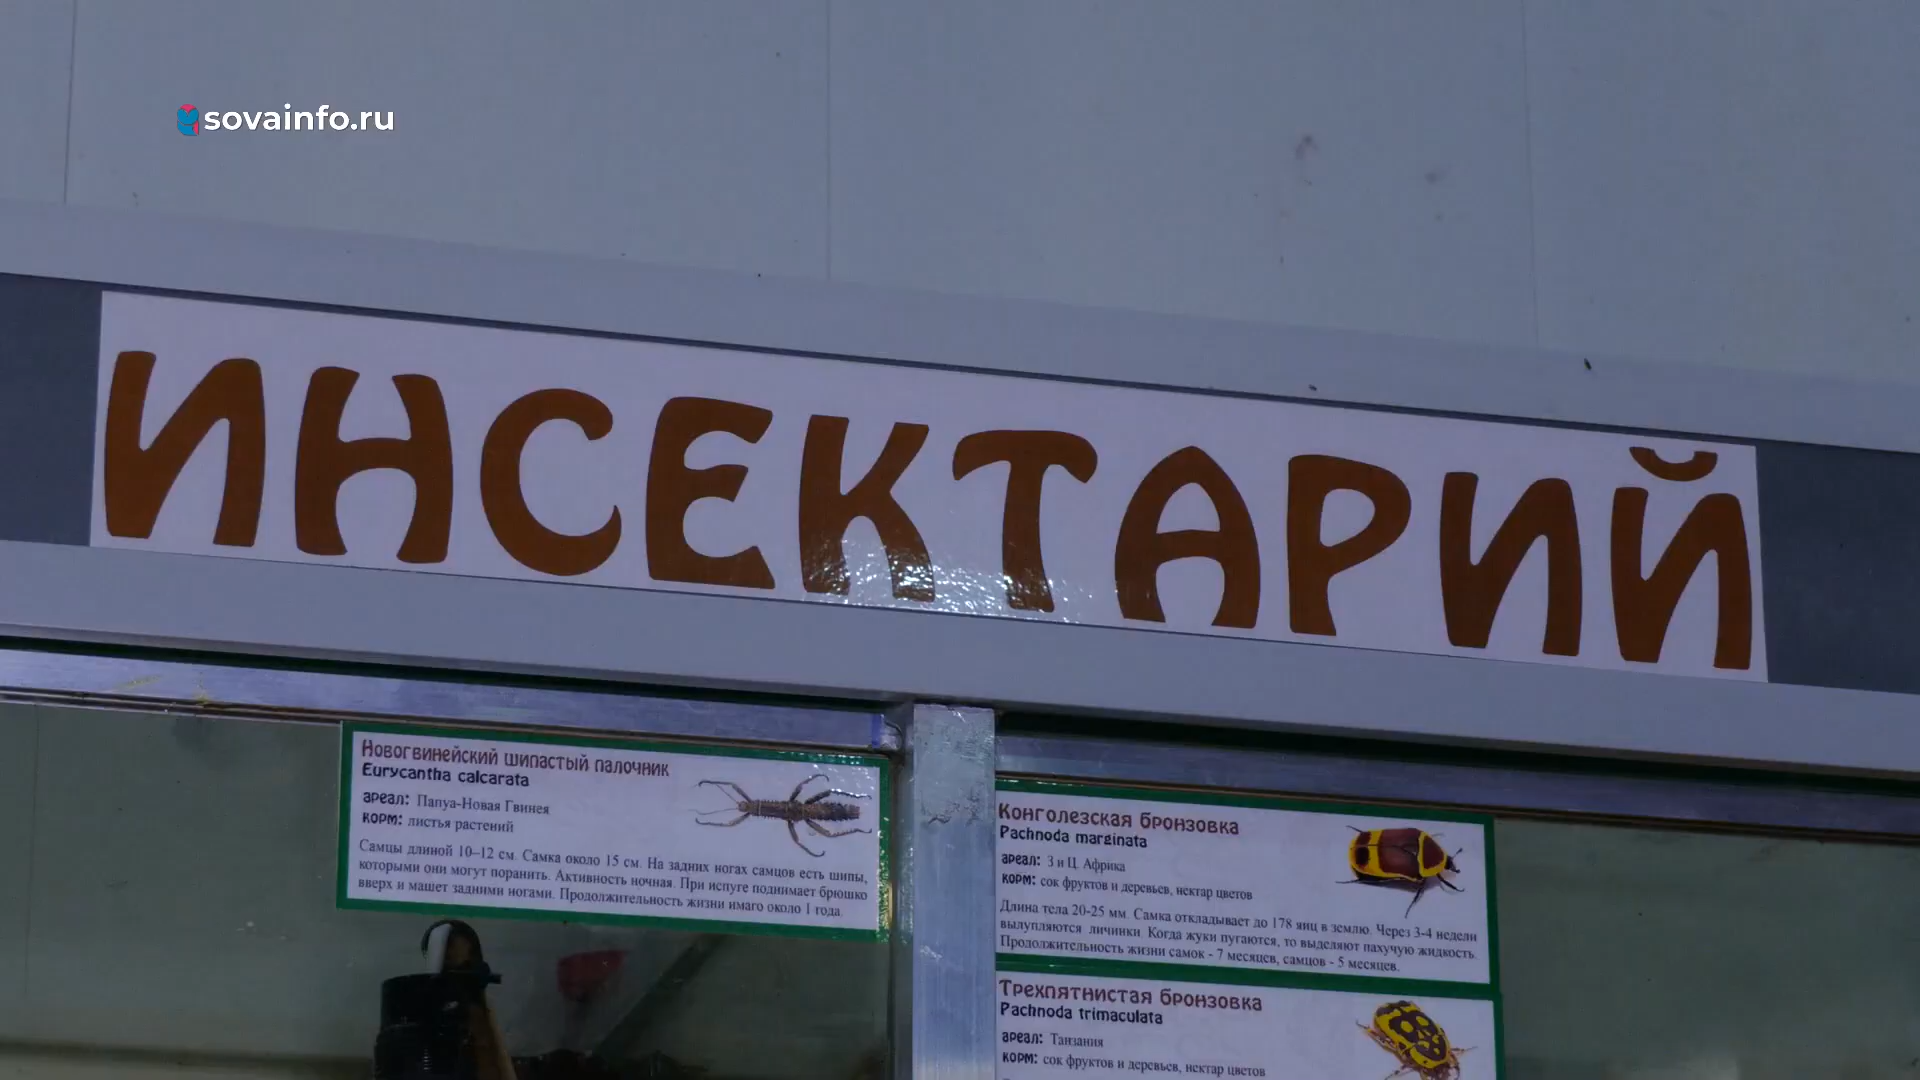 sovainfo.ru
ИНСЕКТАРИЙ
Новогвинейский шипастый палочник
Eurycantha calcarata
ареал: Папуа-Новая Гвинея
корм: листья растений
Самцы длиной 10–12 см. Самка около 15 см. На задних ногах самцов есть шипы,
которыми они могут поранить. Активность ночная. При испуге поднимает брюшко
вверх и машет задними ногами. Продолжительность жизни имаго около 1 года.
Конголезская бронзовка
Pachnoda marginata
ареал: З и Ц. Африка
корм: сок фруктов и деревьев, нектар цветов
Длина тела 20-25 мм. Самка откладывает до 178 яиц в землю. Через 3-4 недели
вылупляются личинки. Когда жуки пугаются, то выделяют пахучую жидкость.
Продолжительность жизни самок - 7 месяцев, самцов - 5 месяцев.
Трехпятнистая бронзовка
Pachnoda trimaculata
ареал: Танзания
корм: сок фруктов и деревьев, нектар цветов